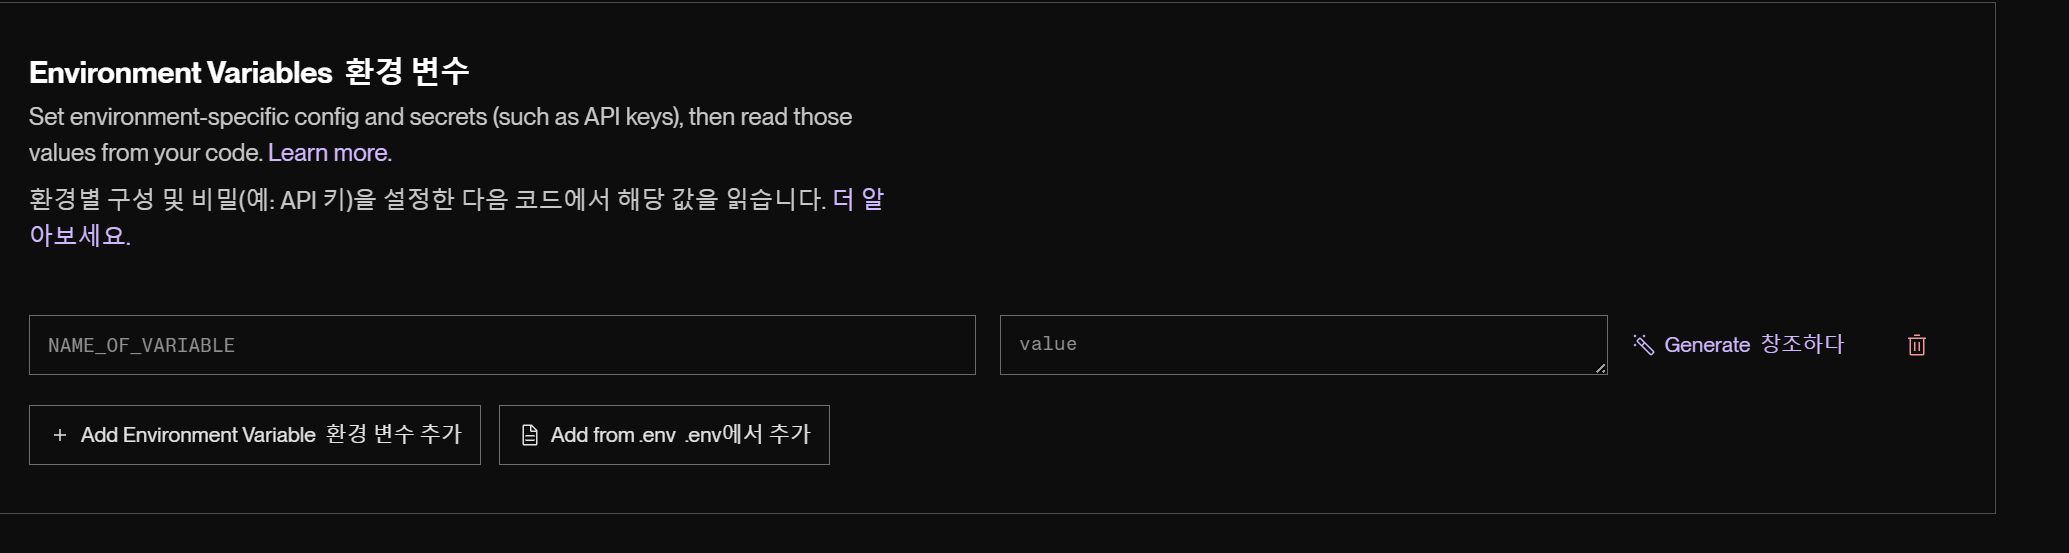 Environment Variables 환경 변수
Set environment-specific config and secrets (such as API keys), then read those
values from your code. Learn more.
환경별 구성 및 비밀(예: API 키)을 설정한 다음 코드에서 해당 값을 읽습니다. 더 알
아보세요.
NAME_OF_VARIABLE
value
Generate 창조하다
+ Add Environment Variable 환경 변수 추가
Add from .env .env에서 추가